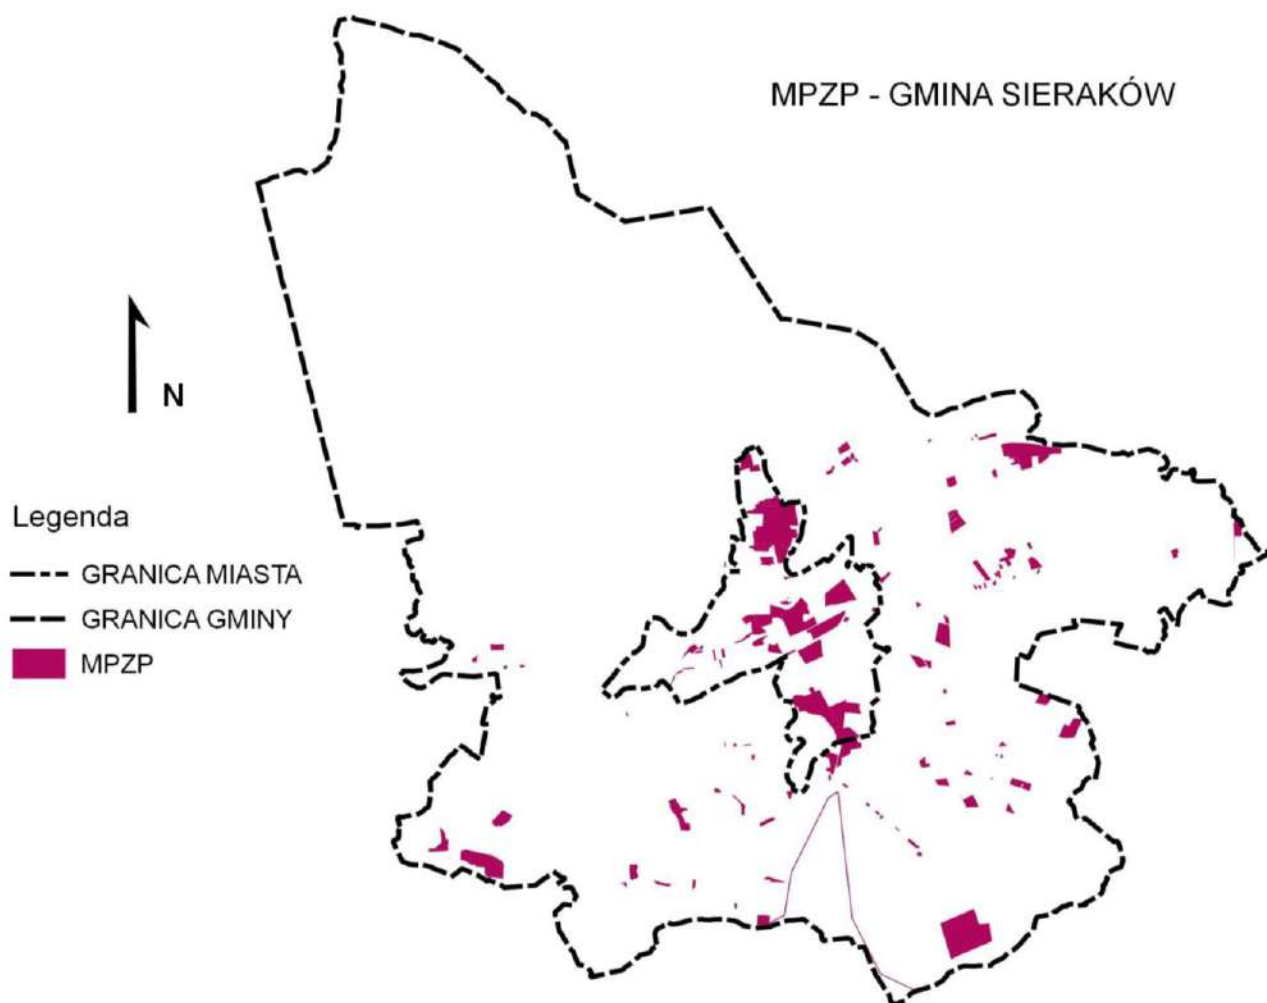 MPZP - GMINA SIERAKÓW
N
Legenda
GRANICA MIASTA
GRANICA GMINY
MPZP